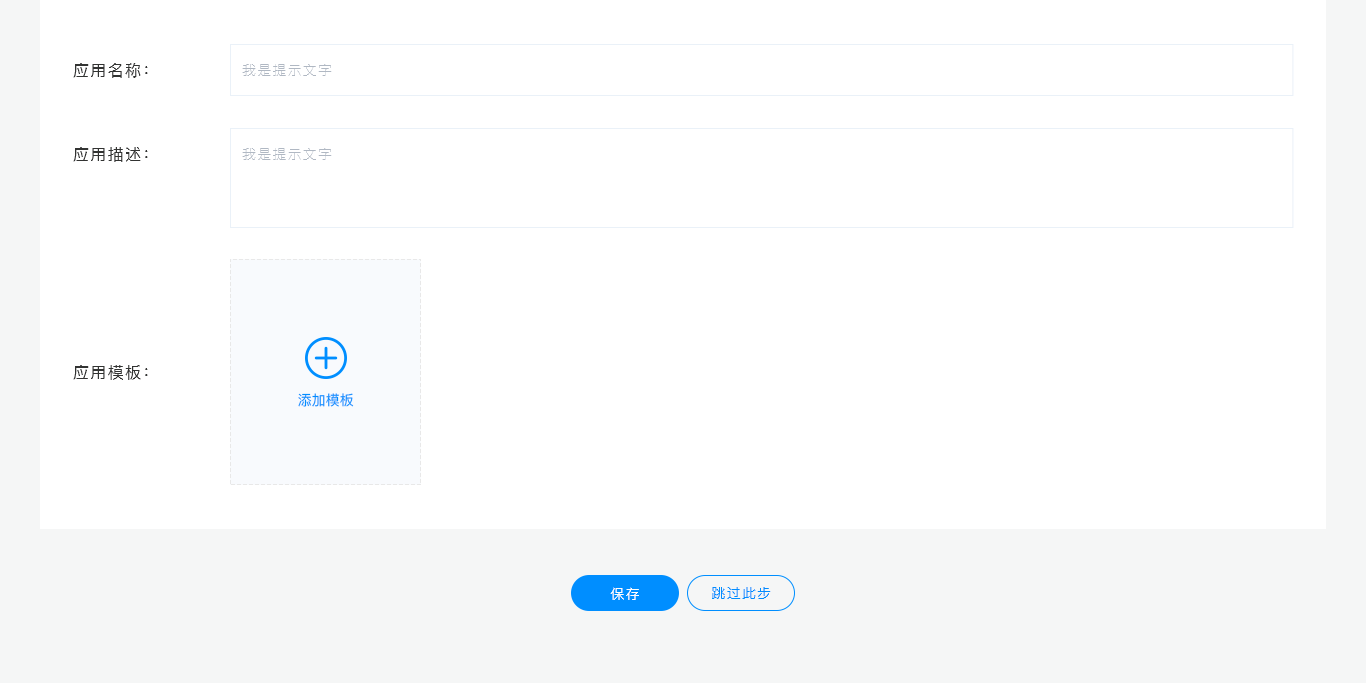 应用名称：
我是提示文字
应用描述：
我是提示文字
应用模板：
添加模板
保存
跳过此步